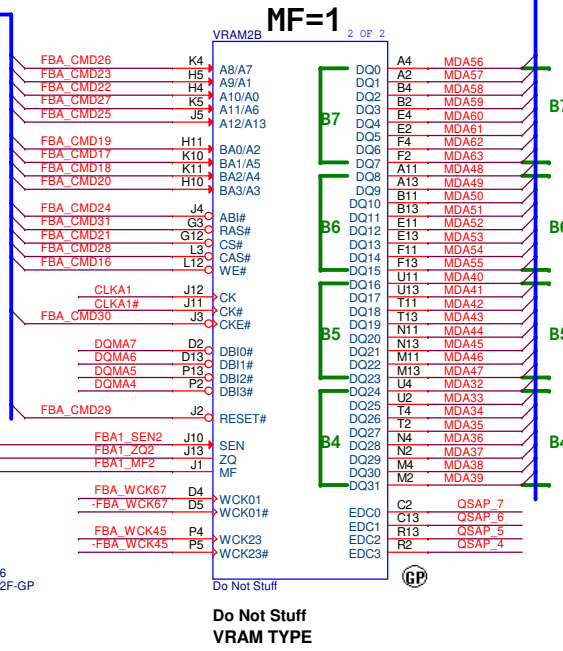 MF=1
VRAM2B 2 OF 2
FBA_CMD26 K4 A8/A7 DQ0 A4 MDA56
FBA_CMD23 H5 A9/A1 DQ1 A2 MDA57
FBA_CMD22 H4 A10/A0 DQ2 B4 MDA58
FBA_CMD27 K5 A11/A6 DQ3 B2 MDA59
FBA_CMD25 J5 A12/A13 DQ4 E4 MDA60
B7 DQ5 E2 MDA61 B7
FBA_CMD19 H11 BA0/A2 DQ6 F4 MDA62
FBA_CMD17 K10 BA1/A5 DQ7 F2 MDA63
FBA_CMD18 K11 BA2/A4 DQ8 A11 MDA48
FBA_CMD20 H10 BA3/A3 DQ9 A13 MDA49
DQ10 B11 MDA50
FBA_CMD24 J4 ABI# DQ11 B13 MDA51
FBA_CMD31 G3 RAS# B6 DQ12 E11 MDA52 B6
FBA_CMD21 G12 CS# DQ13 E13 MDA53
FBA_CMD28 L3 CAS# DQ14 F11 MDA54
FBA_CMD16 L12 WE# DQ15 F13 MDA55
DQ16 U11 MDA40
CLKA1 J12 CK DQ17 U13 MDA41
CLKA1# J11 CK# DQ18 T11 MDA42
FBA_CMD30 J3 CKE# DQ19 T13 MDA43
B5 DQ20 N11 MDA44 B5
DQMA7 D2 DBI0# DQ21 N13 MDA45
DQMA6 D13 DBI1# DQ22 M11 MDA46
DQMA5 P13 DBI2# DQ23 M13 MDA47
DQMA4 P2 DBI3# DQ24 U4 MDA32
DQ25 U2 MDA33
FBA_CMD29 J2 RESET# DQ26 T4 MDA34
DQ27 T2 MDA35
FBA1_SEN2 J10 SEN B4 DQ28 N4 MDA36 B4
FBA1_ZQ2 J13 ZQ DQ29 N2 MDA37
FBA1_MF2 J1 MF DQ30 M4 MDA38
DQ31 M2 MDA39
FBA_WCK67 D4 WCK01
-FBA_WCK67 D5 WCK01# EDC0 C2 QSAP_7
EDC1 C13 QSAP_6
FBA_WCK45 P4 WCK23 EDC2 R13 QSAP_5
-FBA_WCK45 P5 WCK23# EDC3 R2 QSAP_4
6
2F-GP
Do Not Stuff
GP
Do Not Stuff
VRAM TYPE